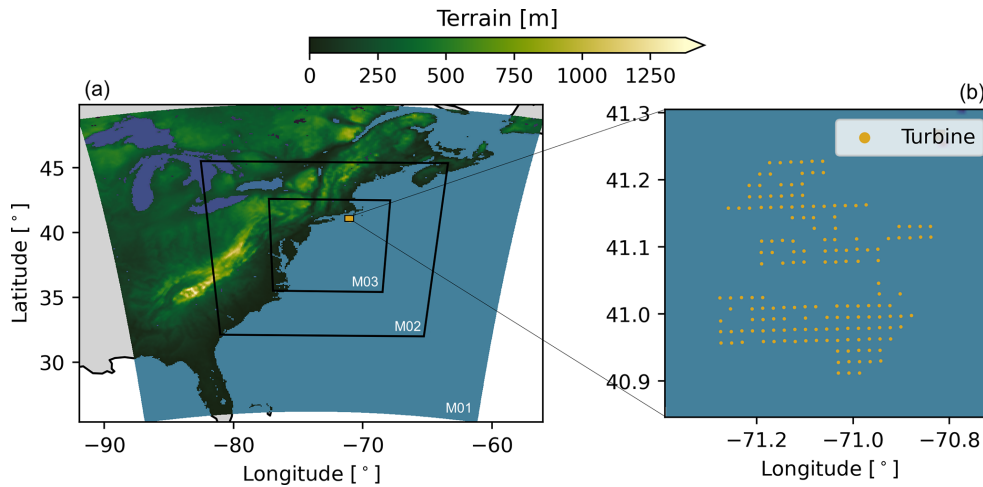 Terrain [m]
0 250 500 750 1000 1250
(a)
(b)
45
40
35
30
Latitude [°]
M03
M02
M01
−90 −80 −70 −60
Longitude [°]
Turbine
41.3
41.2
41.1
41.0
40.9
−71.2 −71.0 −70.8
Longitude [°]